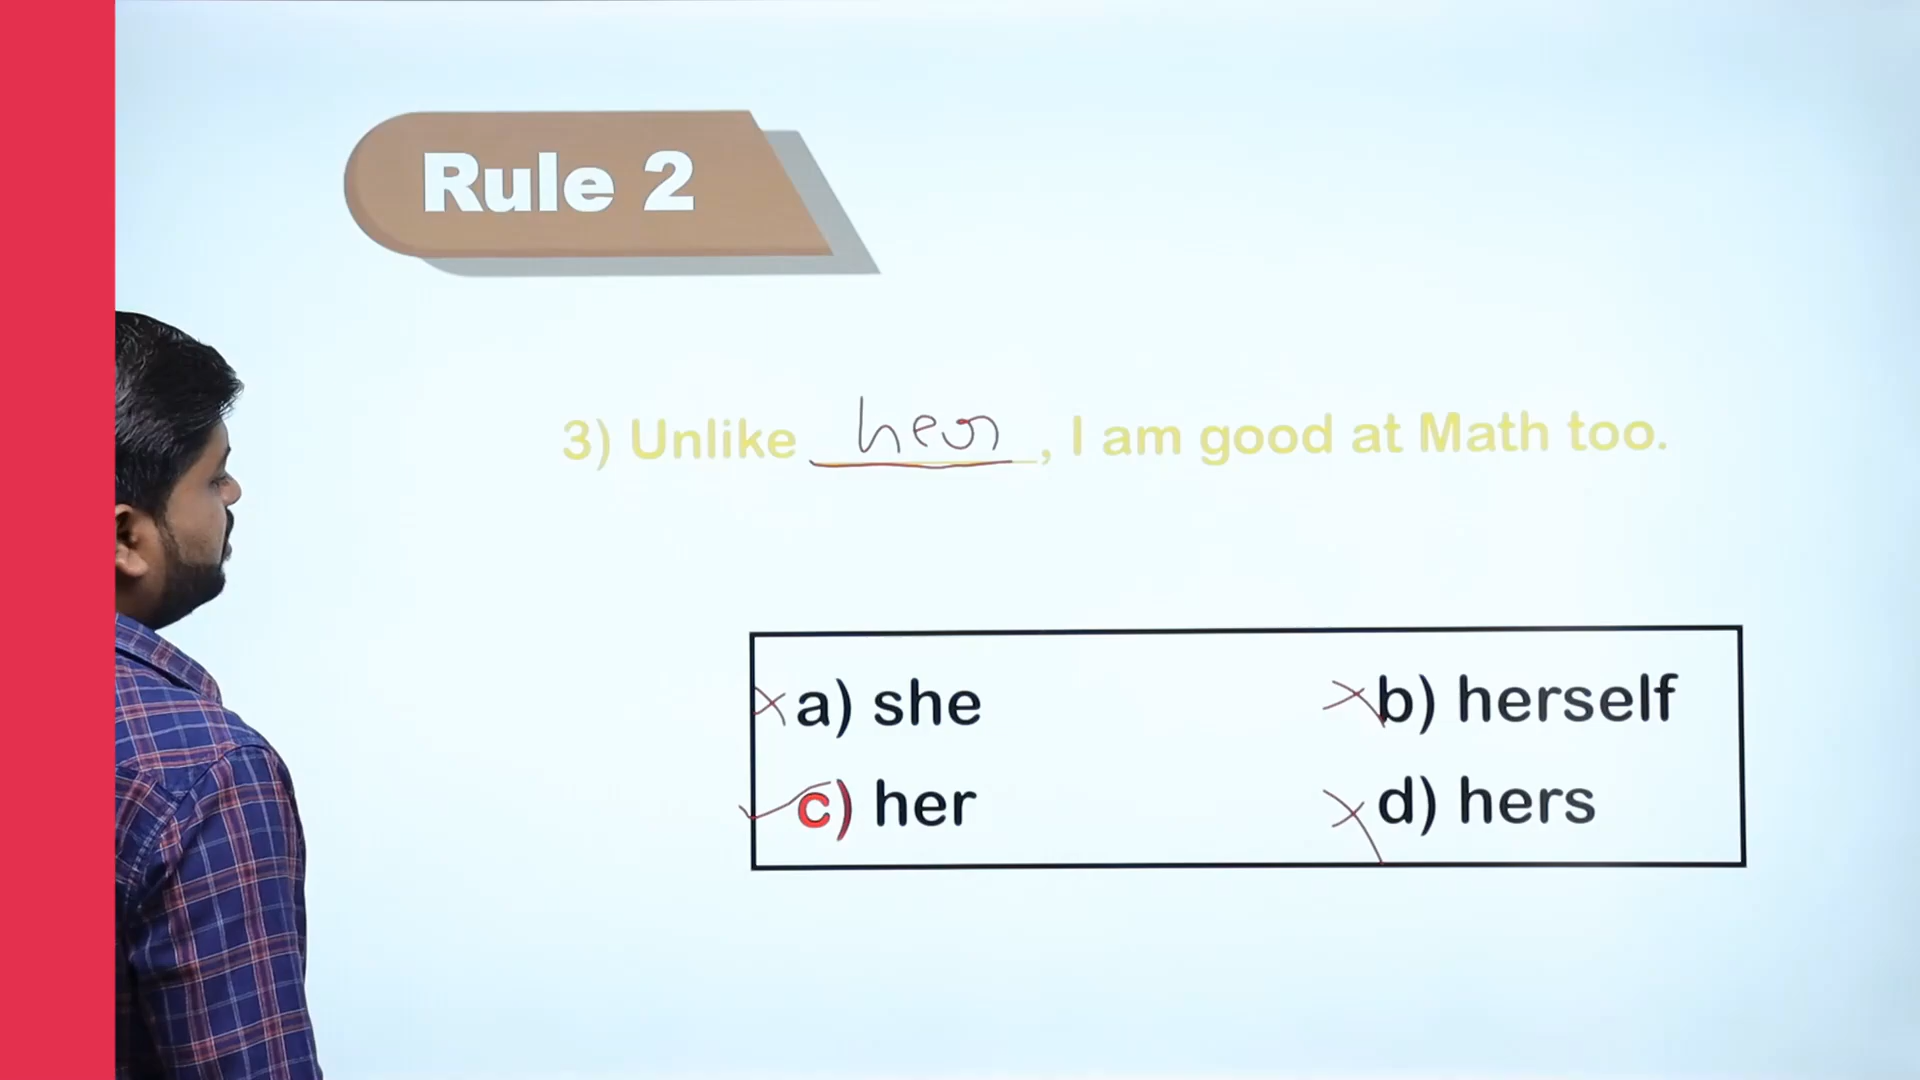 Rule 2
3) Unlike her, I am good at Math too.
a) she b) herself
c) her d) hers